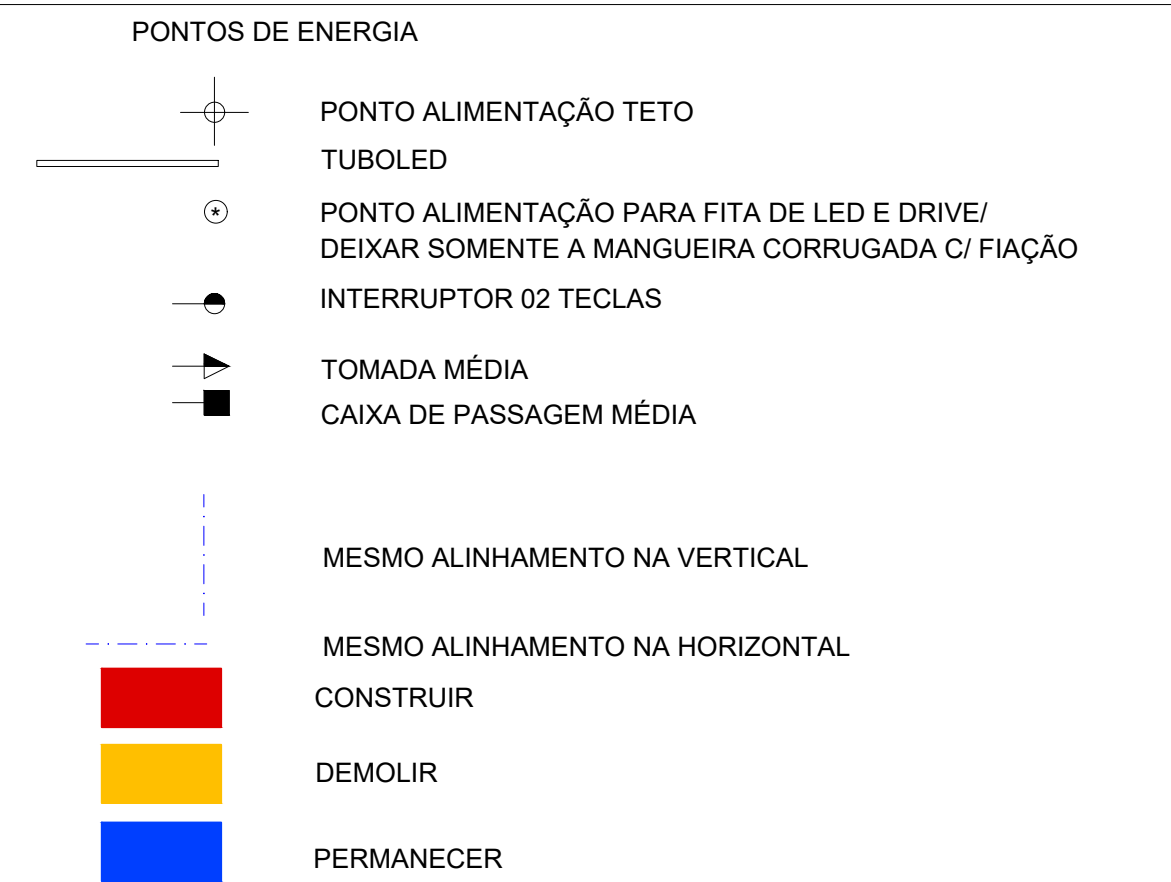 PONTOS DE ENERGIA
PONTO ALIMENTAÇÃO TETO
TUBOLED
PONTO ALIMENTAÇÃO PARA FITA DE LED E DRIVE/
DEIXAR SOMENTE A MANGUEIRA CORRUGADA C/ FIAÇÃO
INTERRUPTOR 02 TECLAS
TOMADA MÉDIA
CAIXA DE PASSAGEM MÉDIA
MESMO ALINHAMENTO NA VERTICAL
MESMO ALINHAMENTO NA HORIZONTAL
CONSTRUIR
DEMOLIR
PERMANECER